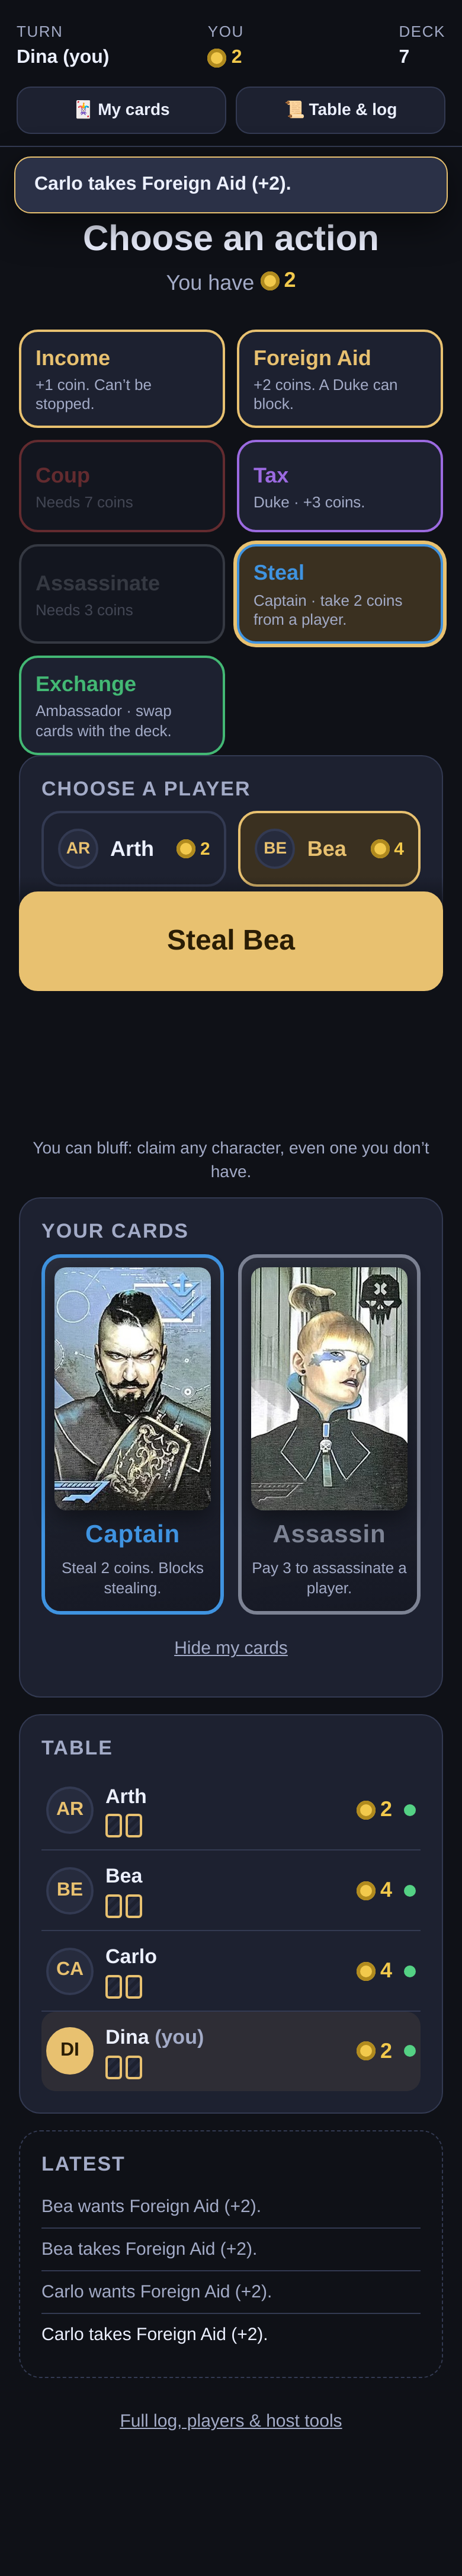 TURN
YOU
DECK
Dina (you)
2
7
🃏 My cards
📜 Table & log
Carlo takes Foreign Aid (+2).
Choose an action
You have 2
Income
+1 coin. Can’t be
stopped.
Foreign Aid
+2 coins. A Duke can
block.
Coup
Needs 7 coins
Tax
Duke · +3 coins.
Assassinate
Needs 3 coins
Steal
Captain · take 2 coins
from a player.
Exchange
Ambassador · swap
cards with the deck.
CHOOSE A PLAYER
AR Arth 2
BE Bea 4
Steal Bea
You can bluff: claim any character, even one you don’t
have.
YOUR CARDS
Captain
Steal 2 coins. Blocks
stealing.
Assassin
Pay 3 to assassinate a
player.
Hide my cards
TABLE
AR Arth 2
BE Bea 4
CA Carlo 4
DI Dina (you) 2
LATEST
Bea wants Foreign Aid (+2).
Bea takes Foreign Aid (+2).
Carlo wants Foreign Aid (+2).
Carlo takes Foreign Aid (+2).
Full log, players & host tools